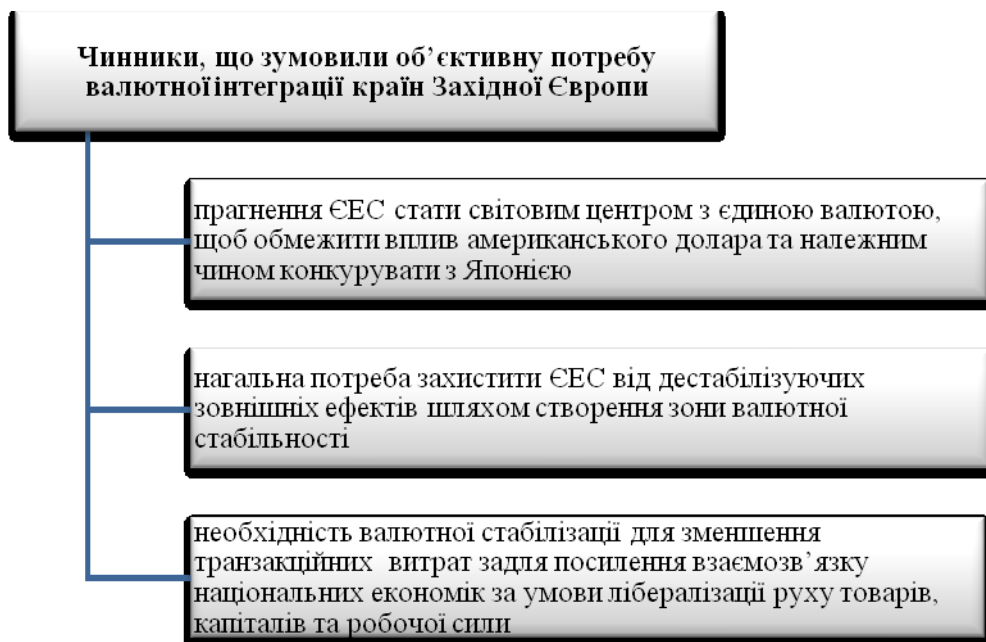 Чинники, що зумовили об’єктивну потребу
валютної інтеграції країн Західної Європи
прагнення ЄЕС стати світовим центром з єдиною валютою,
щоб обмежити вплив американського долара та належним
чином конкурувати з Японією
нагальна потреба захистити ЄЕС від дестабілізуючих
зовнішніх ефектів шляхом створення зони валютної
стабільності
необхідність валютної стабілізації для зменшення
транзакційних витрат задля посилення взаємозв’язку
національних економік за умови лібералізації руху товарів,
капіталів та робочої сили